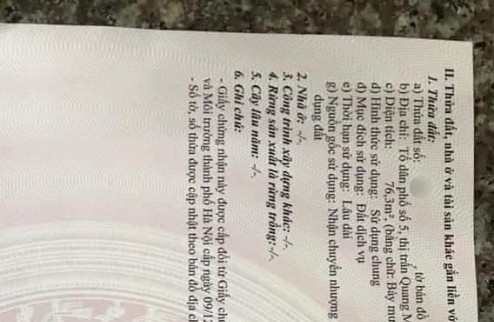 II. Thửa đất, nhà ở và tài sản khác gắn liền vớ
1. Thửa đất:
a) Thửa đất số: , tờ bản đồ
b) Địa chỉ: Tổ dân phố số 5, thị trấn Quang M
c) Diện tích: 76,3m², (bằng chữ: Bảy mư
d) Hình thức sử dụng: Sử dụng chung
đ) Mục đích sử dụng: Đất dịch vụ
e) Thời hạn sử dụng: Lâu dài
g) Nguồn gốc sử dụng: Nhận chuyển nhượng
dụng đất
2. Nhà ở: -/-.
3. Công trình xây dựng khác: -/-.
4. Rừng sản xuất là rừng trồng: -/-.
5. Cây lâu năm: -/-.
6. Ghi chú:
- Giấy chứng nhận này được cấp đổi từ Giấy ch
và Môi trường thành phố Hà Nội cấp ngày 09/12
- Số tờ, số thửa được cập nhật theo bản đồ địa c